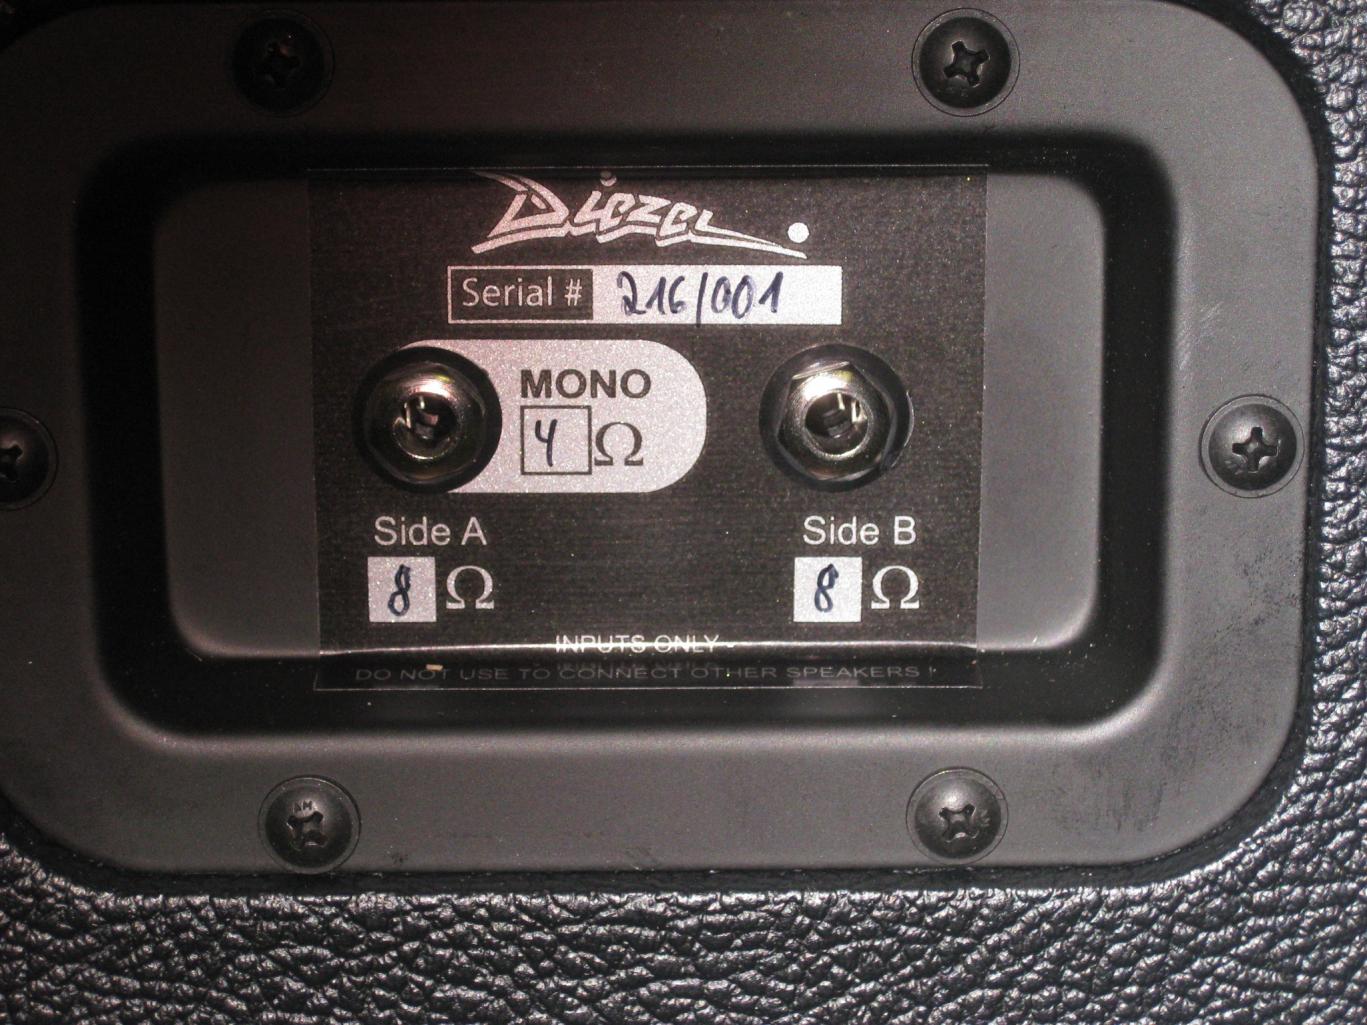 Diezel
Serial # 216/001
MONO
4 Ω
Side A
Side B
8 Ω
8 Ω
INPUTS ONLY -
DO NOT USE TO CONNECT OTHER SPEAKERS !